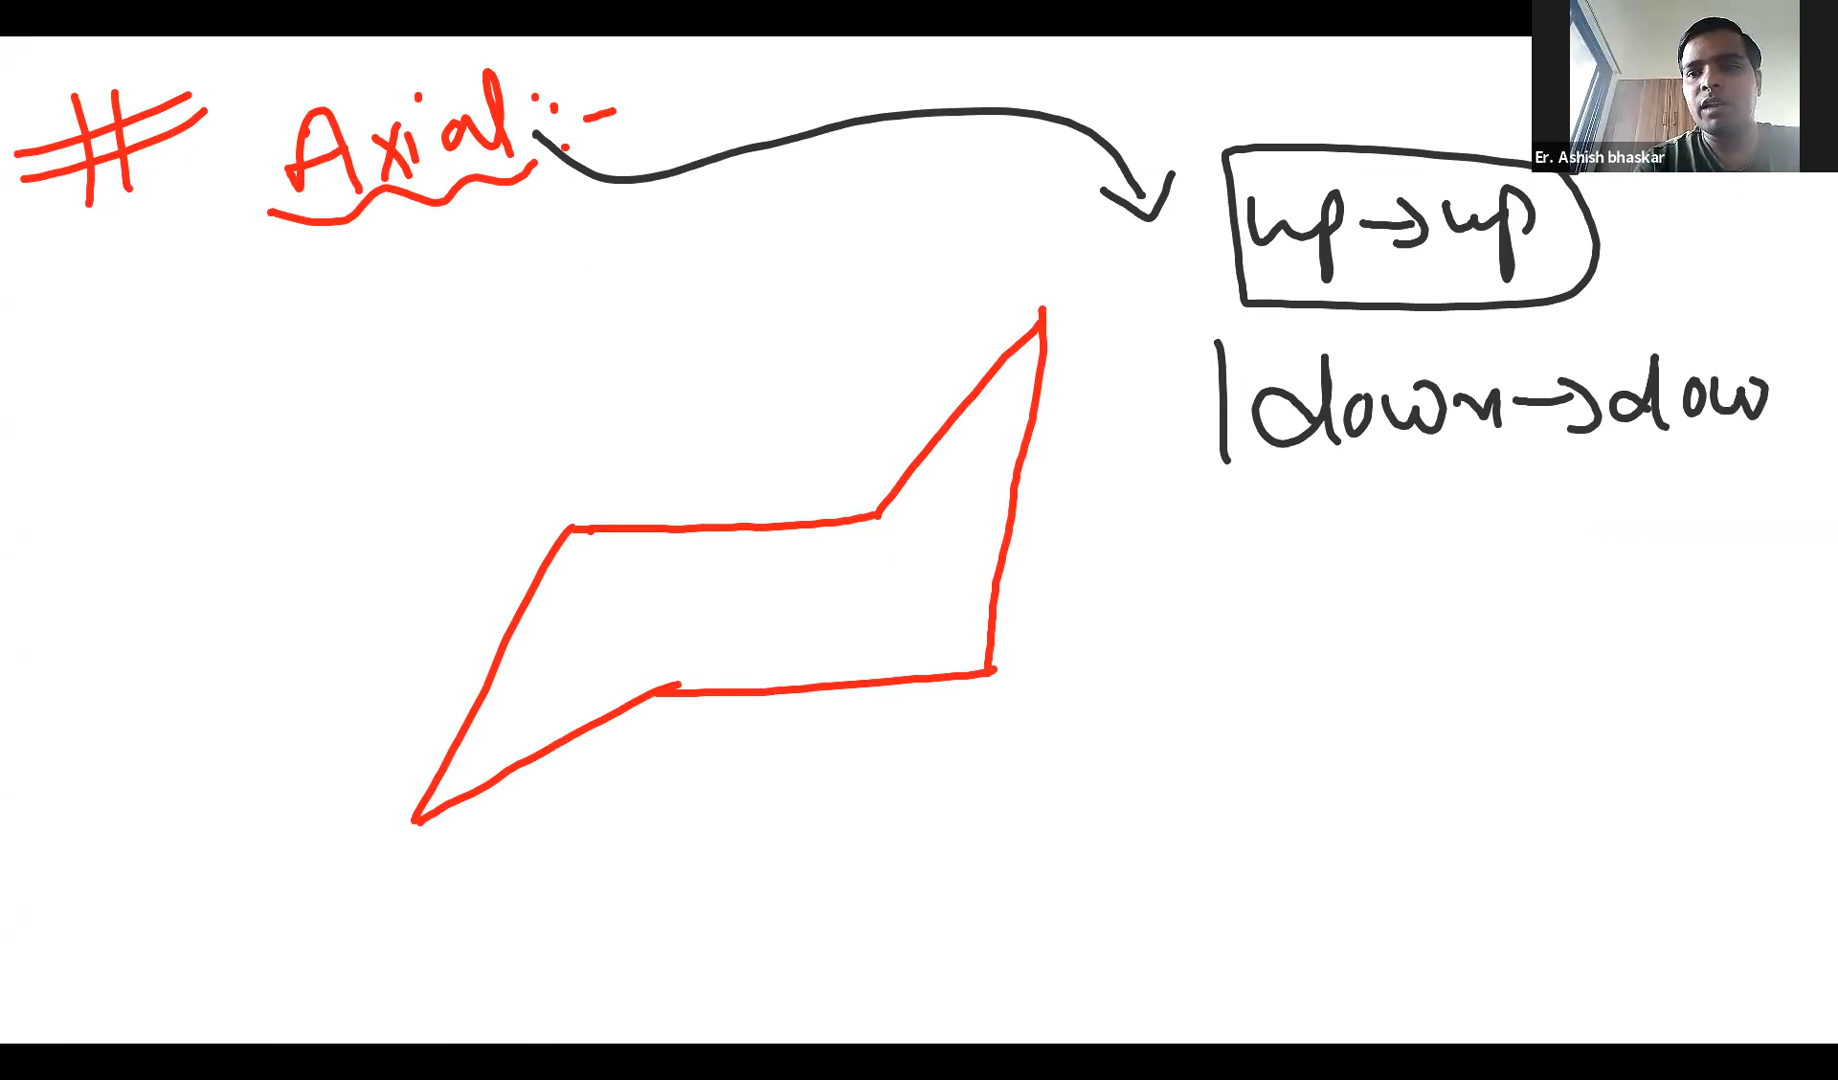 # Axial :-
up → up
| down → dow
Er. Ashish bhaskar